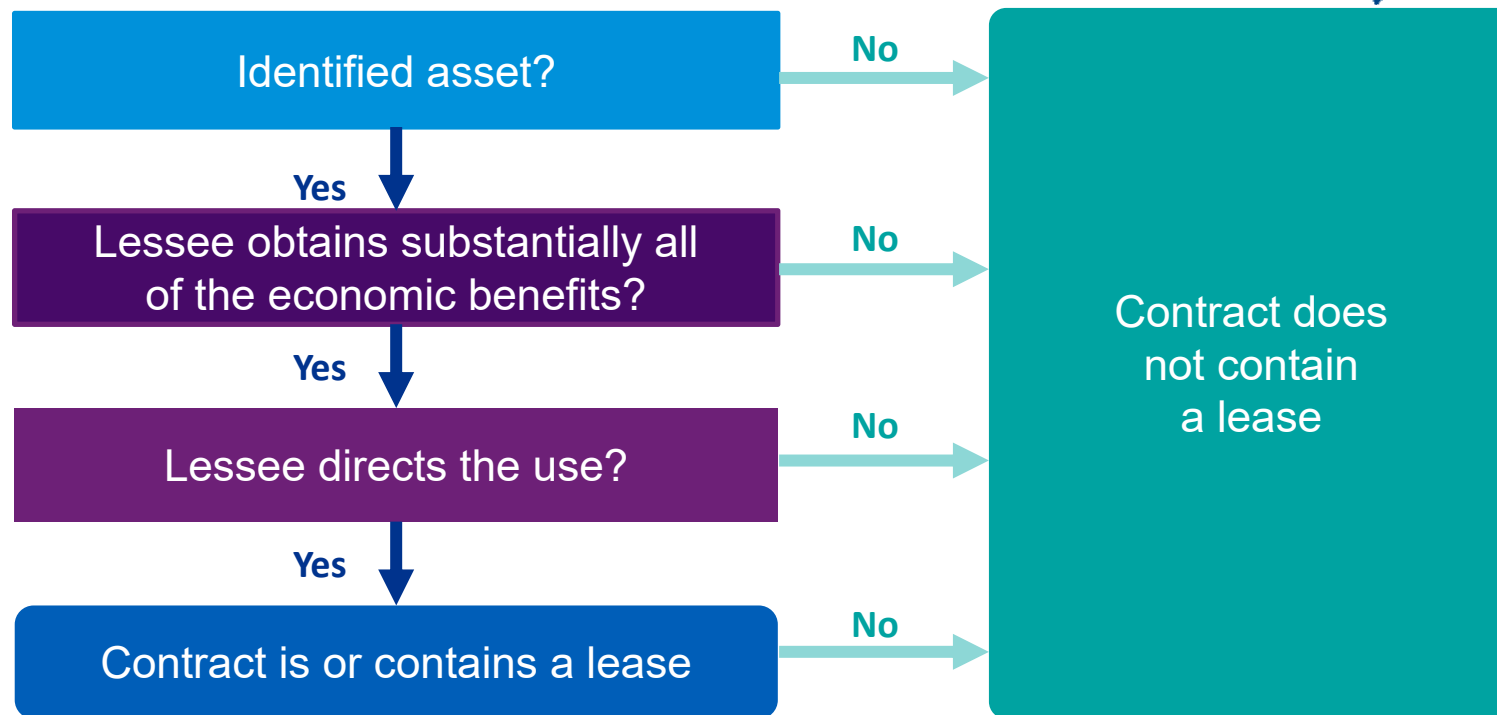 Identified asset?
No
Yes
Lessee obtains substantially all
of the economic benefits?
No
Yes
Lessee directs the use?
No
Yes
Contract is or contains a lease
No
Contract does
not contain
a lease